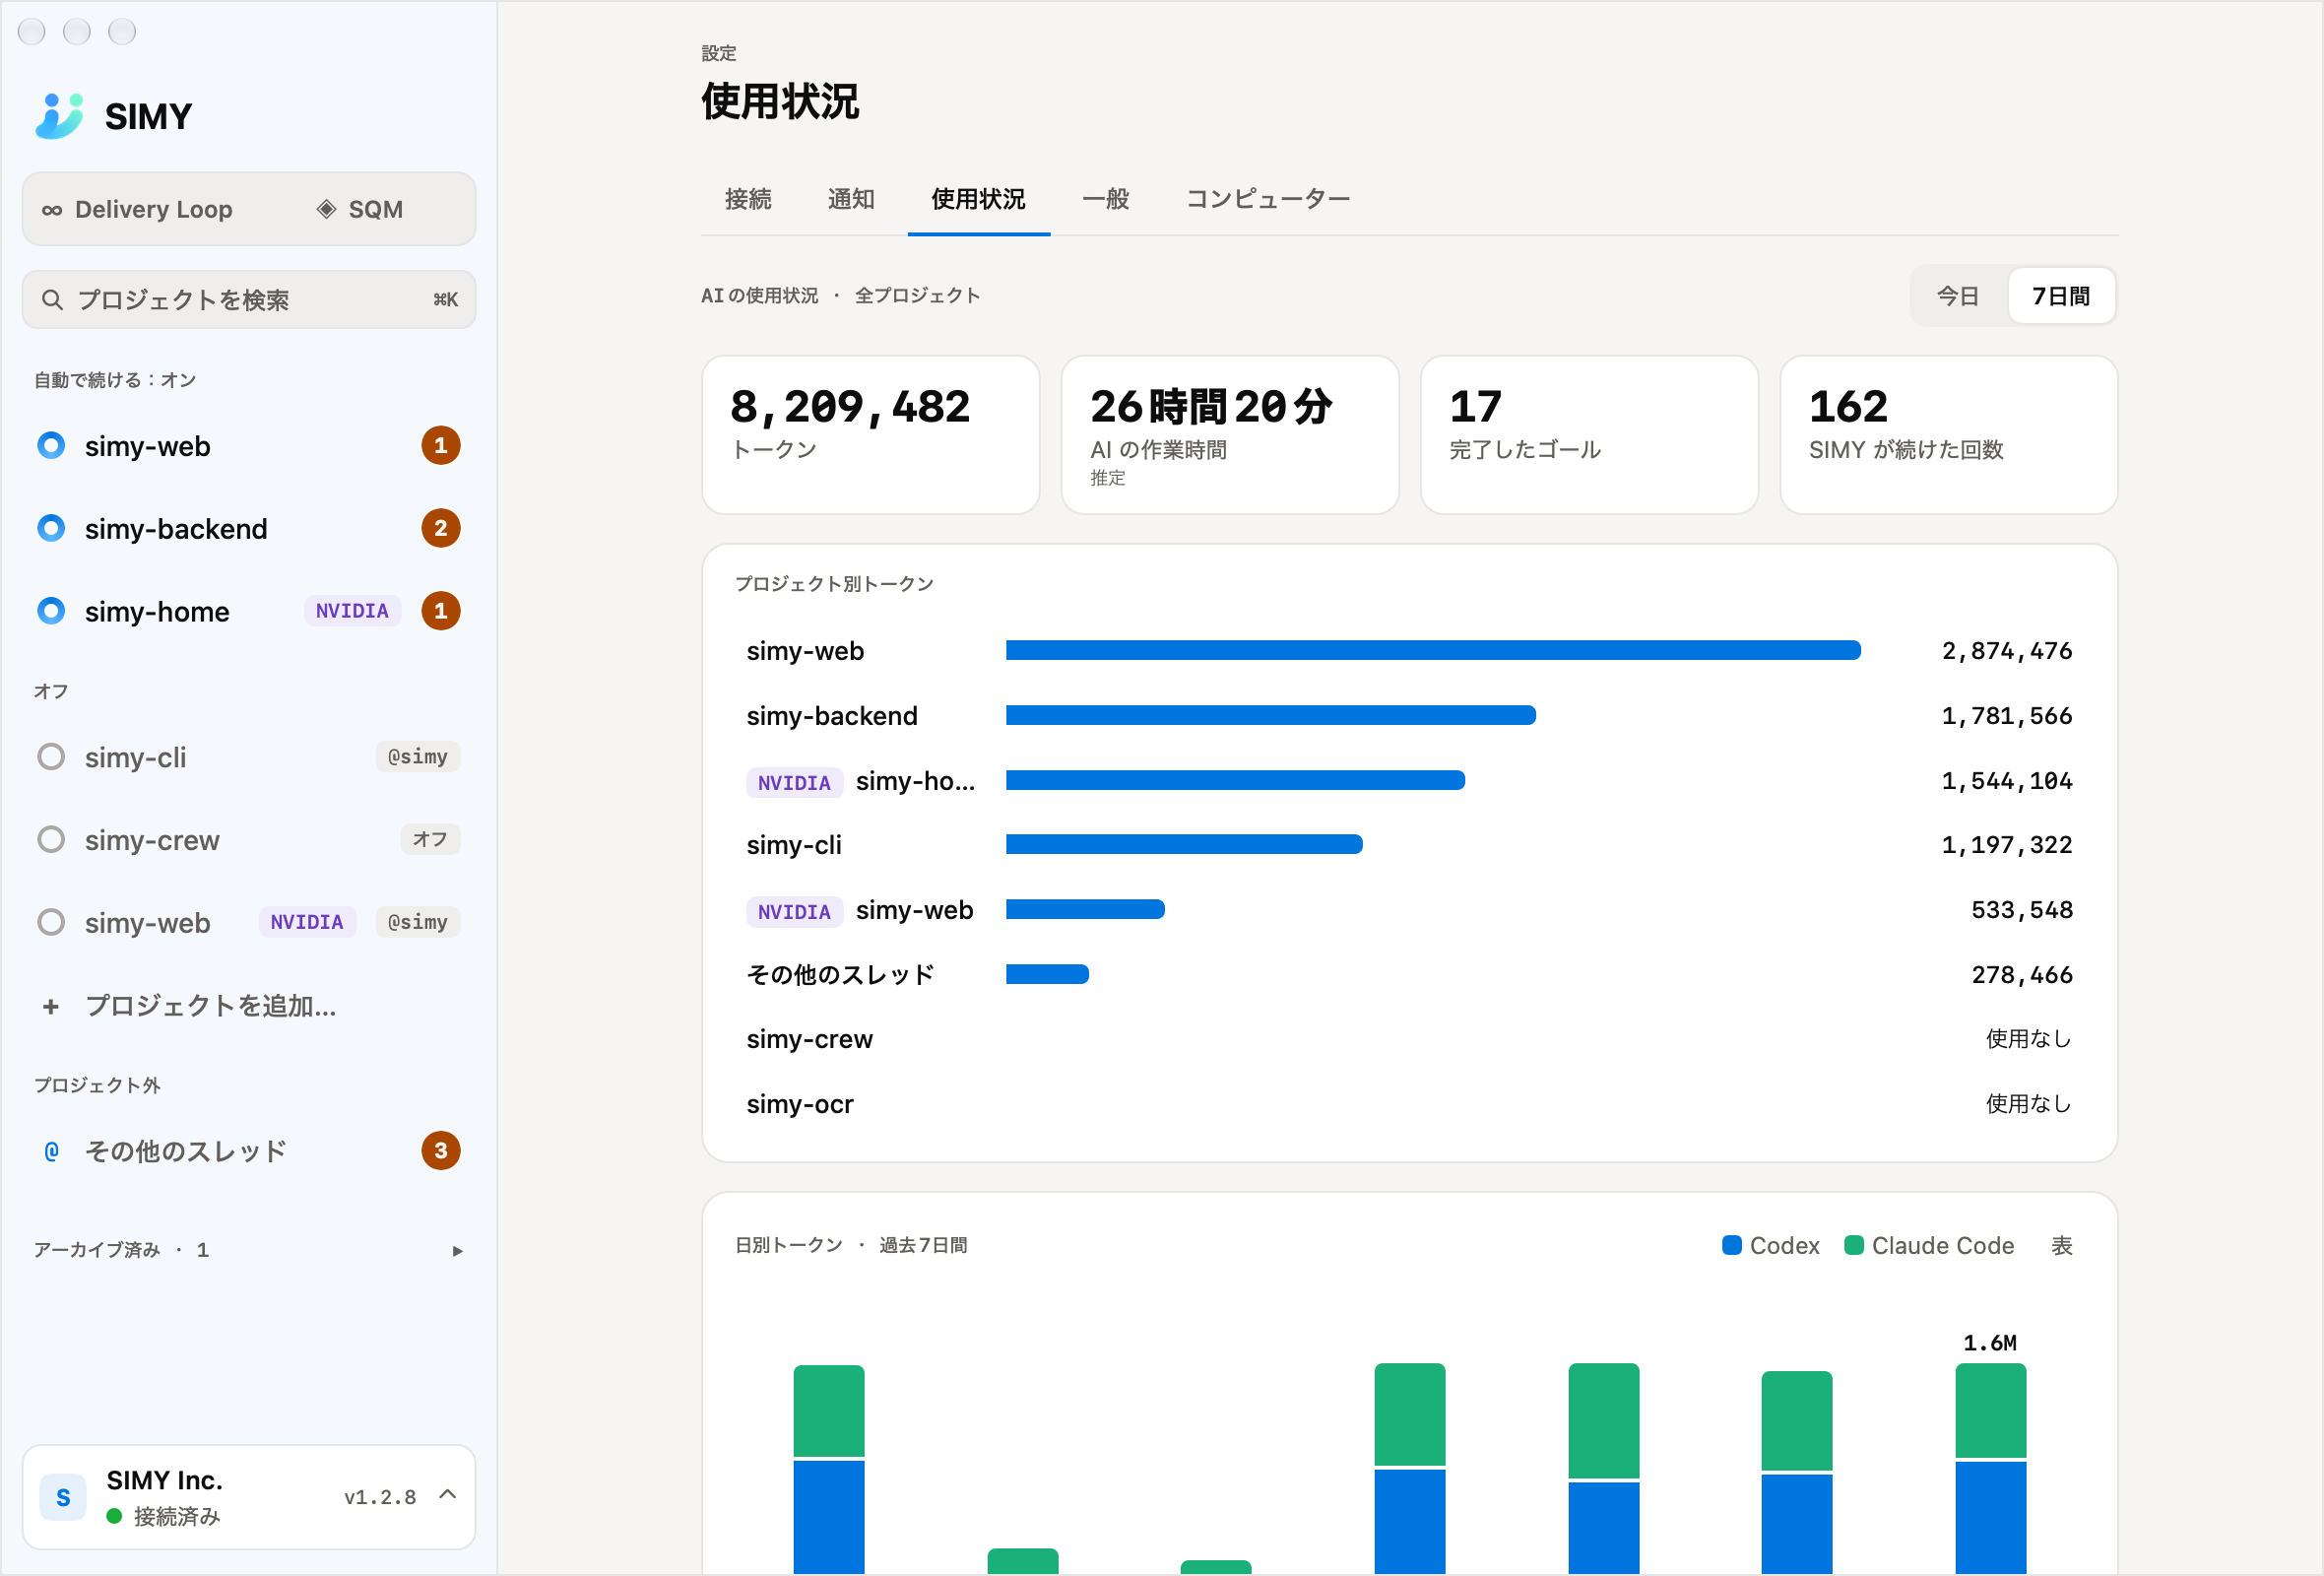 SIMY
Delivery Loop
SQM
プロジェクトを検索 ⌘K
自動で続ける：オン
simy-web 1
simy-backend 2
simy-home NVIDIA 1
オフ
simy-cli @simy
simy-crew オフ
simy-web NVIDIA @simy
+ プロジェクトを追加...
プロジェクト外
@ その他のスレッド 3
アーカイブ済み · 1
S
SIMY Inc.
接続済み
v1.2.8
設定
使用状況
接続 通知 使用状況 一般 コンピューター
AI の使用状況 · 全プロジェクト
今日 7日間
8,209,482
トークン
26時間20分
AI の作業時間
推定
17
完了したゴール
162
SIMY が続けた回数
プロジェクト別トークン
simy-web 2,874,476
simy-backend 1,781,566
NVIDIA simy-ho... 1,544,104
simy-cli 1,197,322
NVIDIA simy-web 533,548
その他のスレッド 278,466
simy-crew 使用なし
simy-ocr 使用なし
日別トークン · 過去7日間
Codex Claude Code 表
1.6M